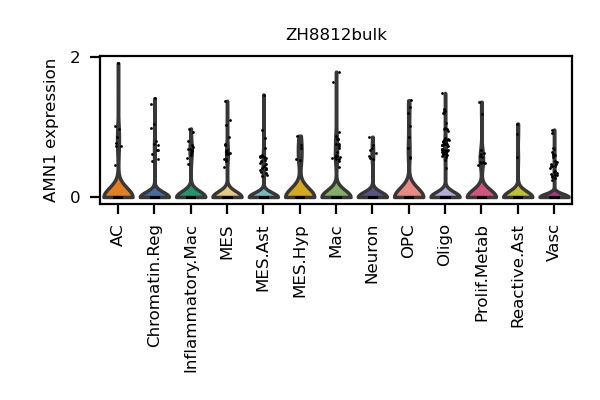 ZH8812bulk
AMN1 expression
2
0
AC
Chromatin.Reg
Inflammatory.Mac
MES
MES.Ast
MES.Hyp
Mac
Neuron
OPC
Oligo
Prolif.Metab
Reactive.Ast
Vasc